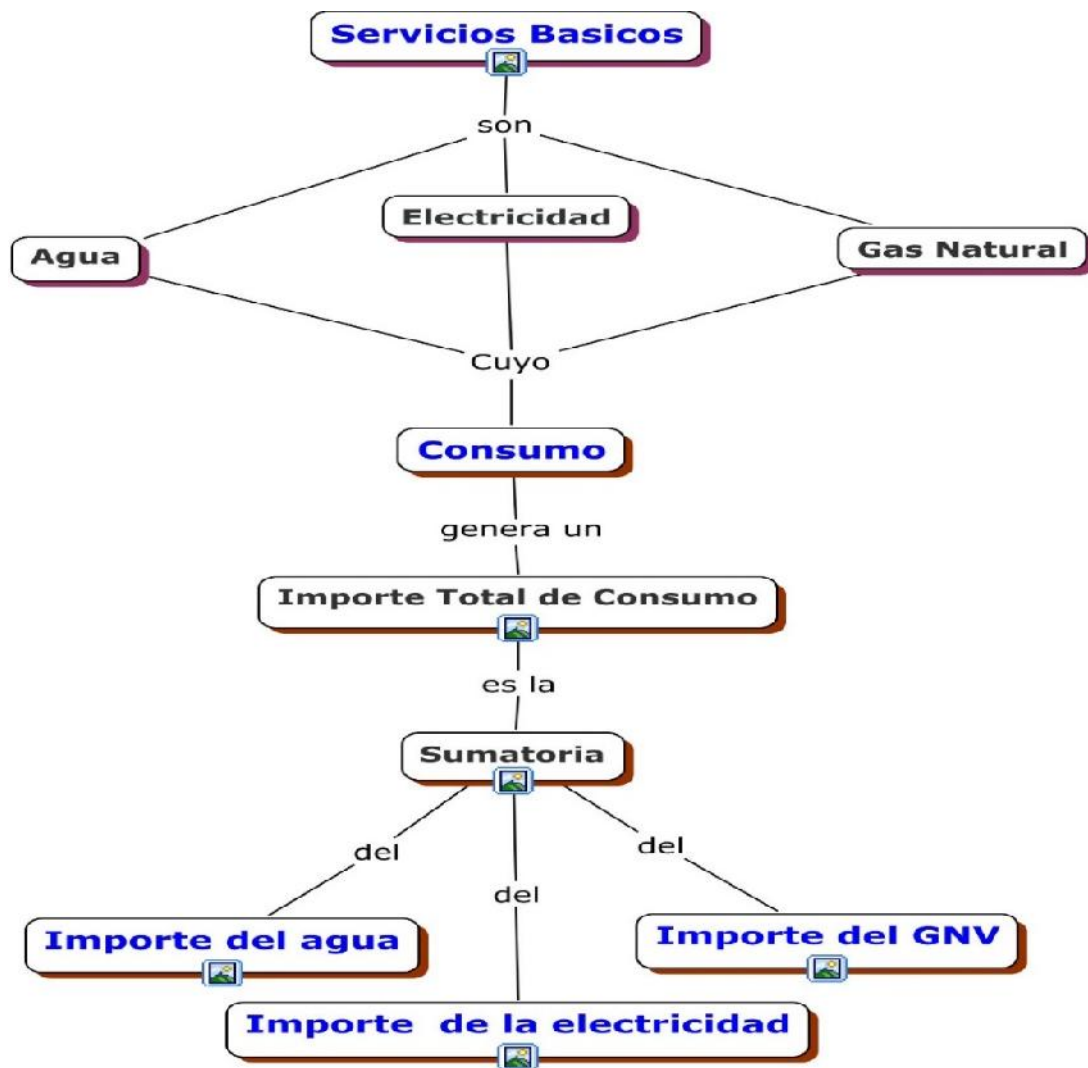 Servicios Basicos
son
Electricidad
Agua
Gas Natural
Cuyo
Consumo
genera un
Importe Total de Consumo
es la
Sumatoria
del
del
del
Importe del agua
Importe del GNV
Importe de la electricidad